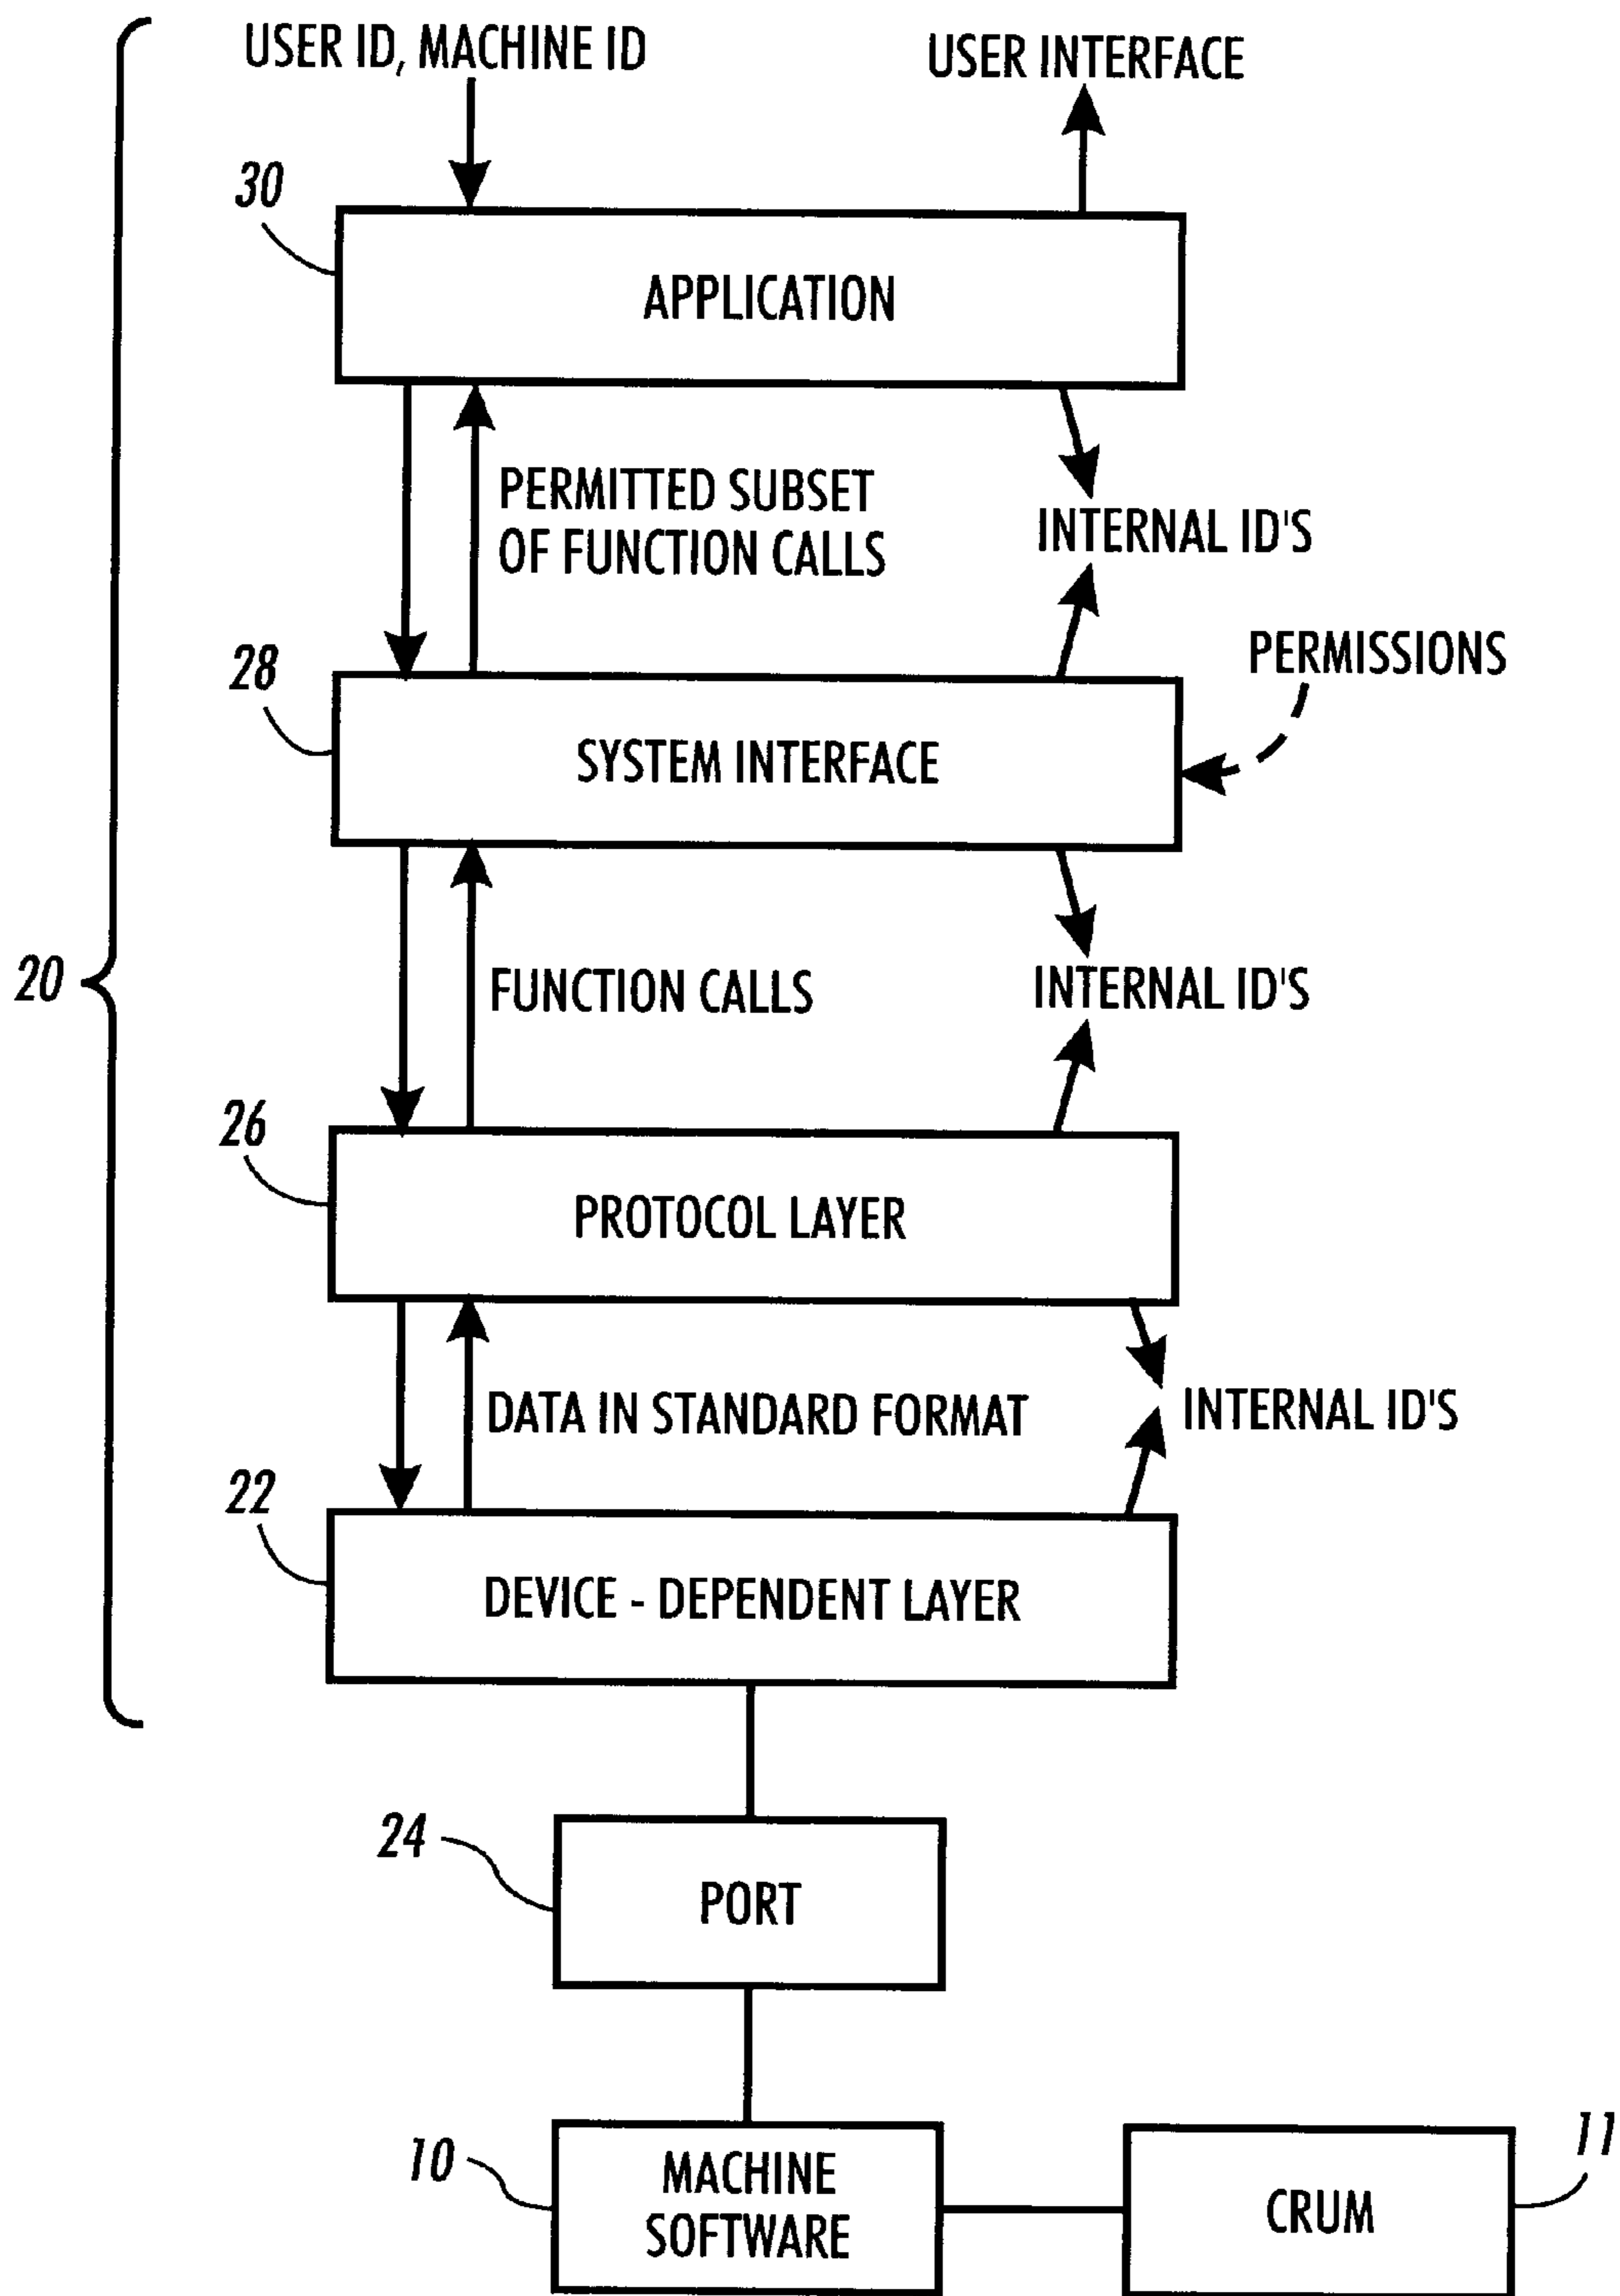 USER ID, MACHINE ID
USER INTERFACE
30
APPLICATION
PERMITTED SUBSET
OF FUNCTION CALLS
INTERNAL ID'S
PERMISSIONS
28
SYSTEM INTERFACE
20
FUNCTION CALLS
INTERNAL ID'S
26
PROTOCOL LAYER
DATA IN STANDARD FORMAT
INTERNAL ID'S
22
DEVICE - DEPENDENT LAYER
24
PORT
10
MACHINE
SOFTWARE
CRUM
11